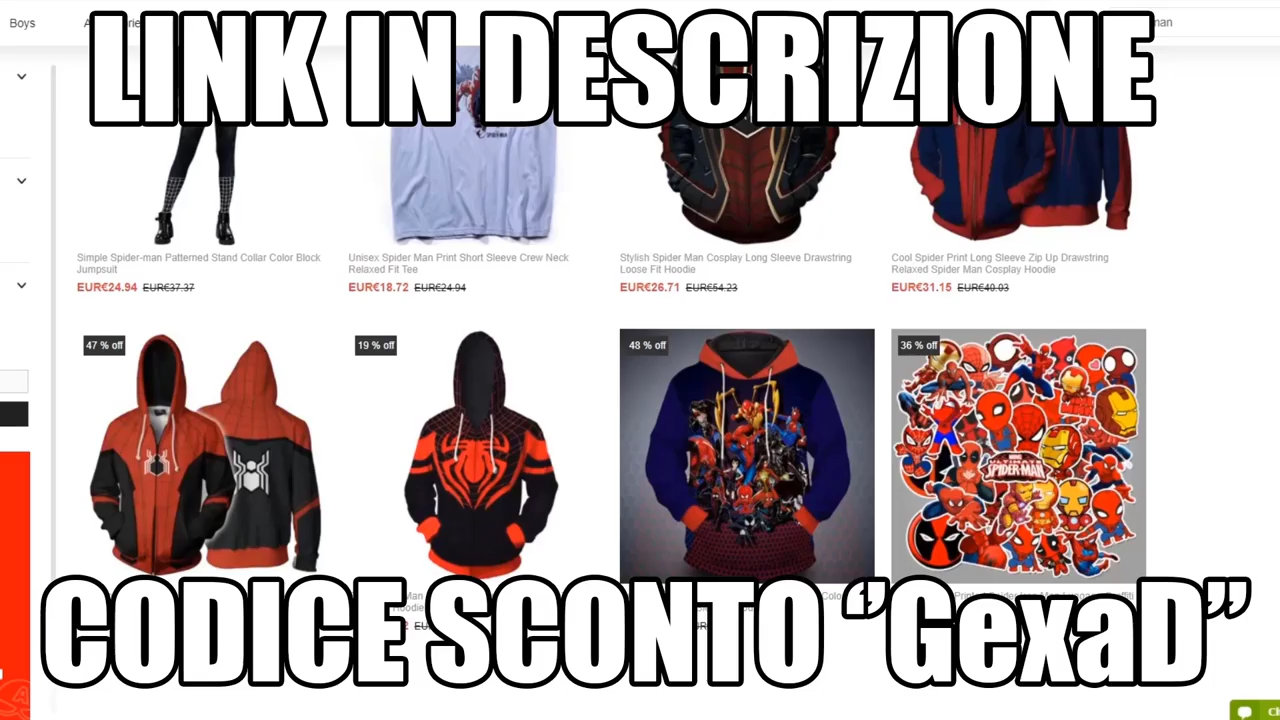 Boys
man
LINK IN DESCRIZIONE
Simple Spider-man Patterned Stand Collar Color Block
Jumpsuit
EUR€24.94 EUR€37.37
Unisex Spider Man Print Short Sleeve Crew Neck
Relaxed Fit Tee
EUR€18.72 EUR€24.94
Stylish Spider Man Cosplay Long Sleeve Drawstring
Loose Fit Hoodie
EUR€26.71 EUR€54.23
Cool Spider Print Long Sleeve Zip Up Drawstring
Relaxed Spider Man Cosplay Hoodie
EUR€31.15 EUR€40.03
47 % off
19 % off
48 % off
36 % off
MARVEL
ULTIMATE
SPIDER-MAN
CODICE SCONTO “GexaD”